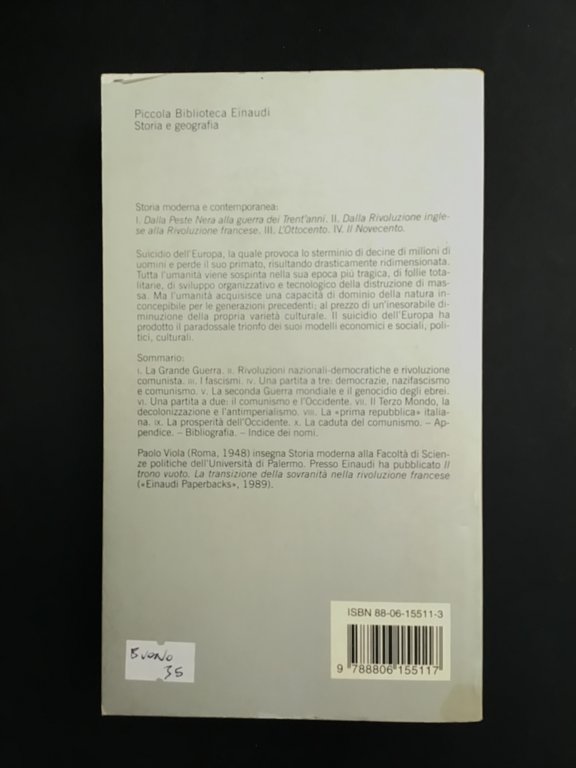 Piccola Biblioteca Einaudi
Storia e geografia
Storia moderna e contemporanea:
I. Dalla Peste Nera alla guerra dei Trent'anni. II. Dalla Rivoluzione ingle-
se alla Rivoluzione francese. III. L'Ottocento. IV. Il Novecento.
Suicidio dell'Europa, la quale provoca lo sterminio di decine di milioni di
uomini e perde il suo primato, risultando drasticamente ridimensionata.
Tutta l'umanità viene sospinta nella sua epoca piú tragica, di follie tota-
litarie, di sviluppo organizzativo e tecnologico della distruzione di mas-
sa. Ma l'umanità acquisisce una capacità di dominio della natura in-
concepibile per le generazioni precedenti; al prezzo di un'inesorabile di-
minuzione della propria varietà culturale. Il suicidio dell'Europa ha
prodotto il paradossale trionfo dei suoi modelli economici e sociali, poli-
tici, culturali.
Sommario:
I. La Grande Guerra. II. Rivoluzioni nazionali-democratiche e rivoluzione
comunista. III. I fascismi. IV. Una partita a tre: democrazie, nazifascismo
e comunismo. V. La seconda Guerra mondiale e il genocidio degli ebrei.
VI. Una partita a due: il comunismo e l'Occidente. VII. Il Terzo Mondo, la
decolonizzazione e l'antimperialismo. VIII. La «prima repubblica» italia-
na. IX. La prosperità dell'Occidente. X. La caduta del comunismo. – Ap-
pendice. – Bibliografia. – Indice dei nomi.
Paolo Viola (Roma, 1948) insegna Storia moderna alla Facoltà di Scien-
ze politiche dell'Università di Palermo. Presso Einaudi ha pubblicato Il
trono vuoto. La transizione della sovranità nella rivoluzione francese
(«Einaudi Paperbacks», 1989).
ISBN 88-06-15511-3
9 788806 155117
BUONO
35